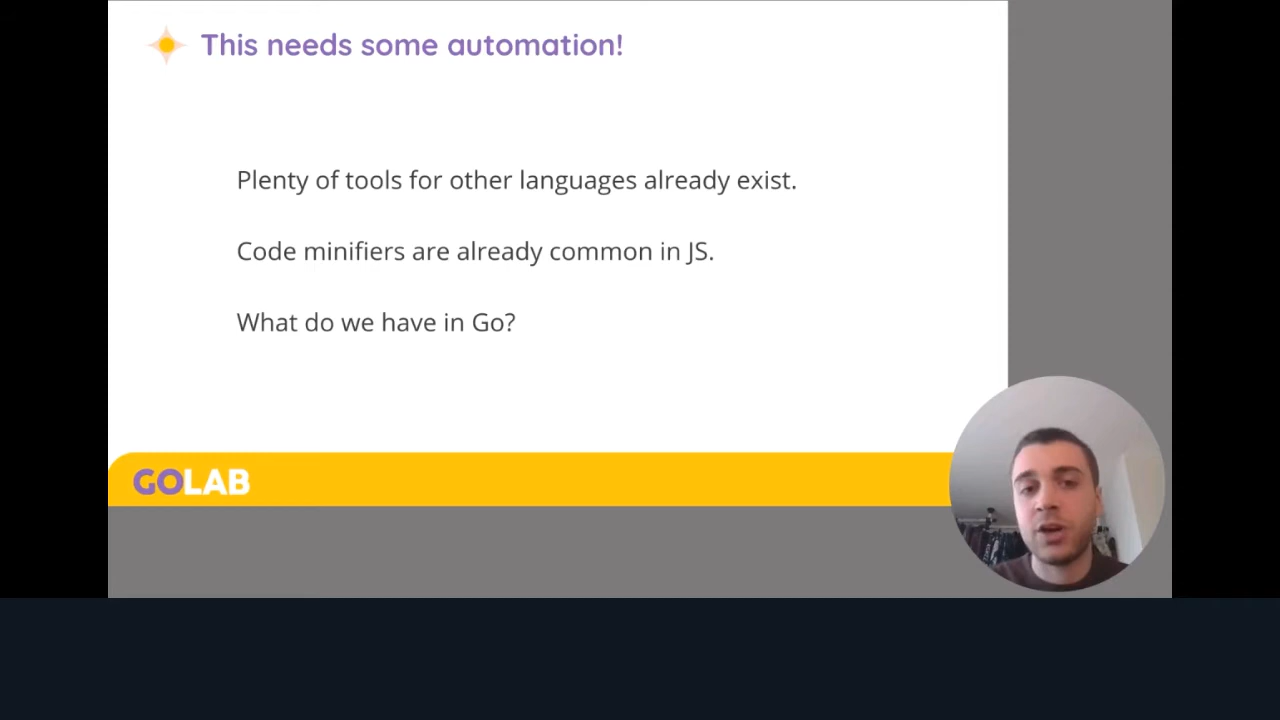 This needs some automation!
Plenty of tools for other languages already exist.
Code minifiers are already common in JS.
What do we have in Go?
GOLAB